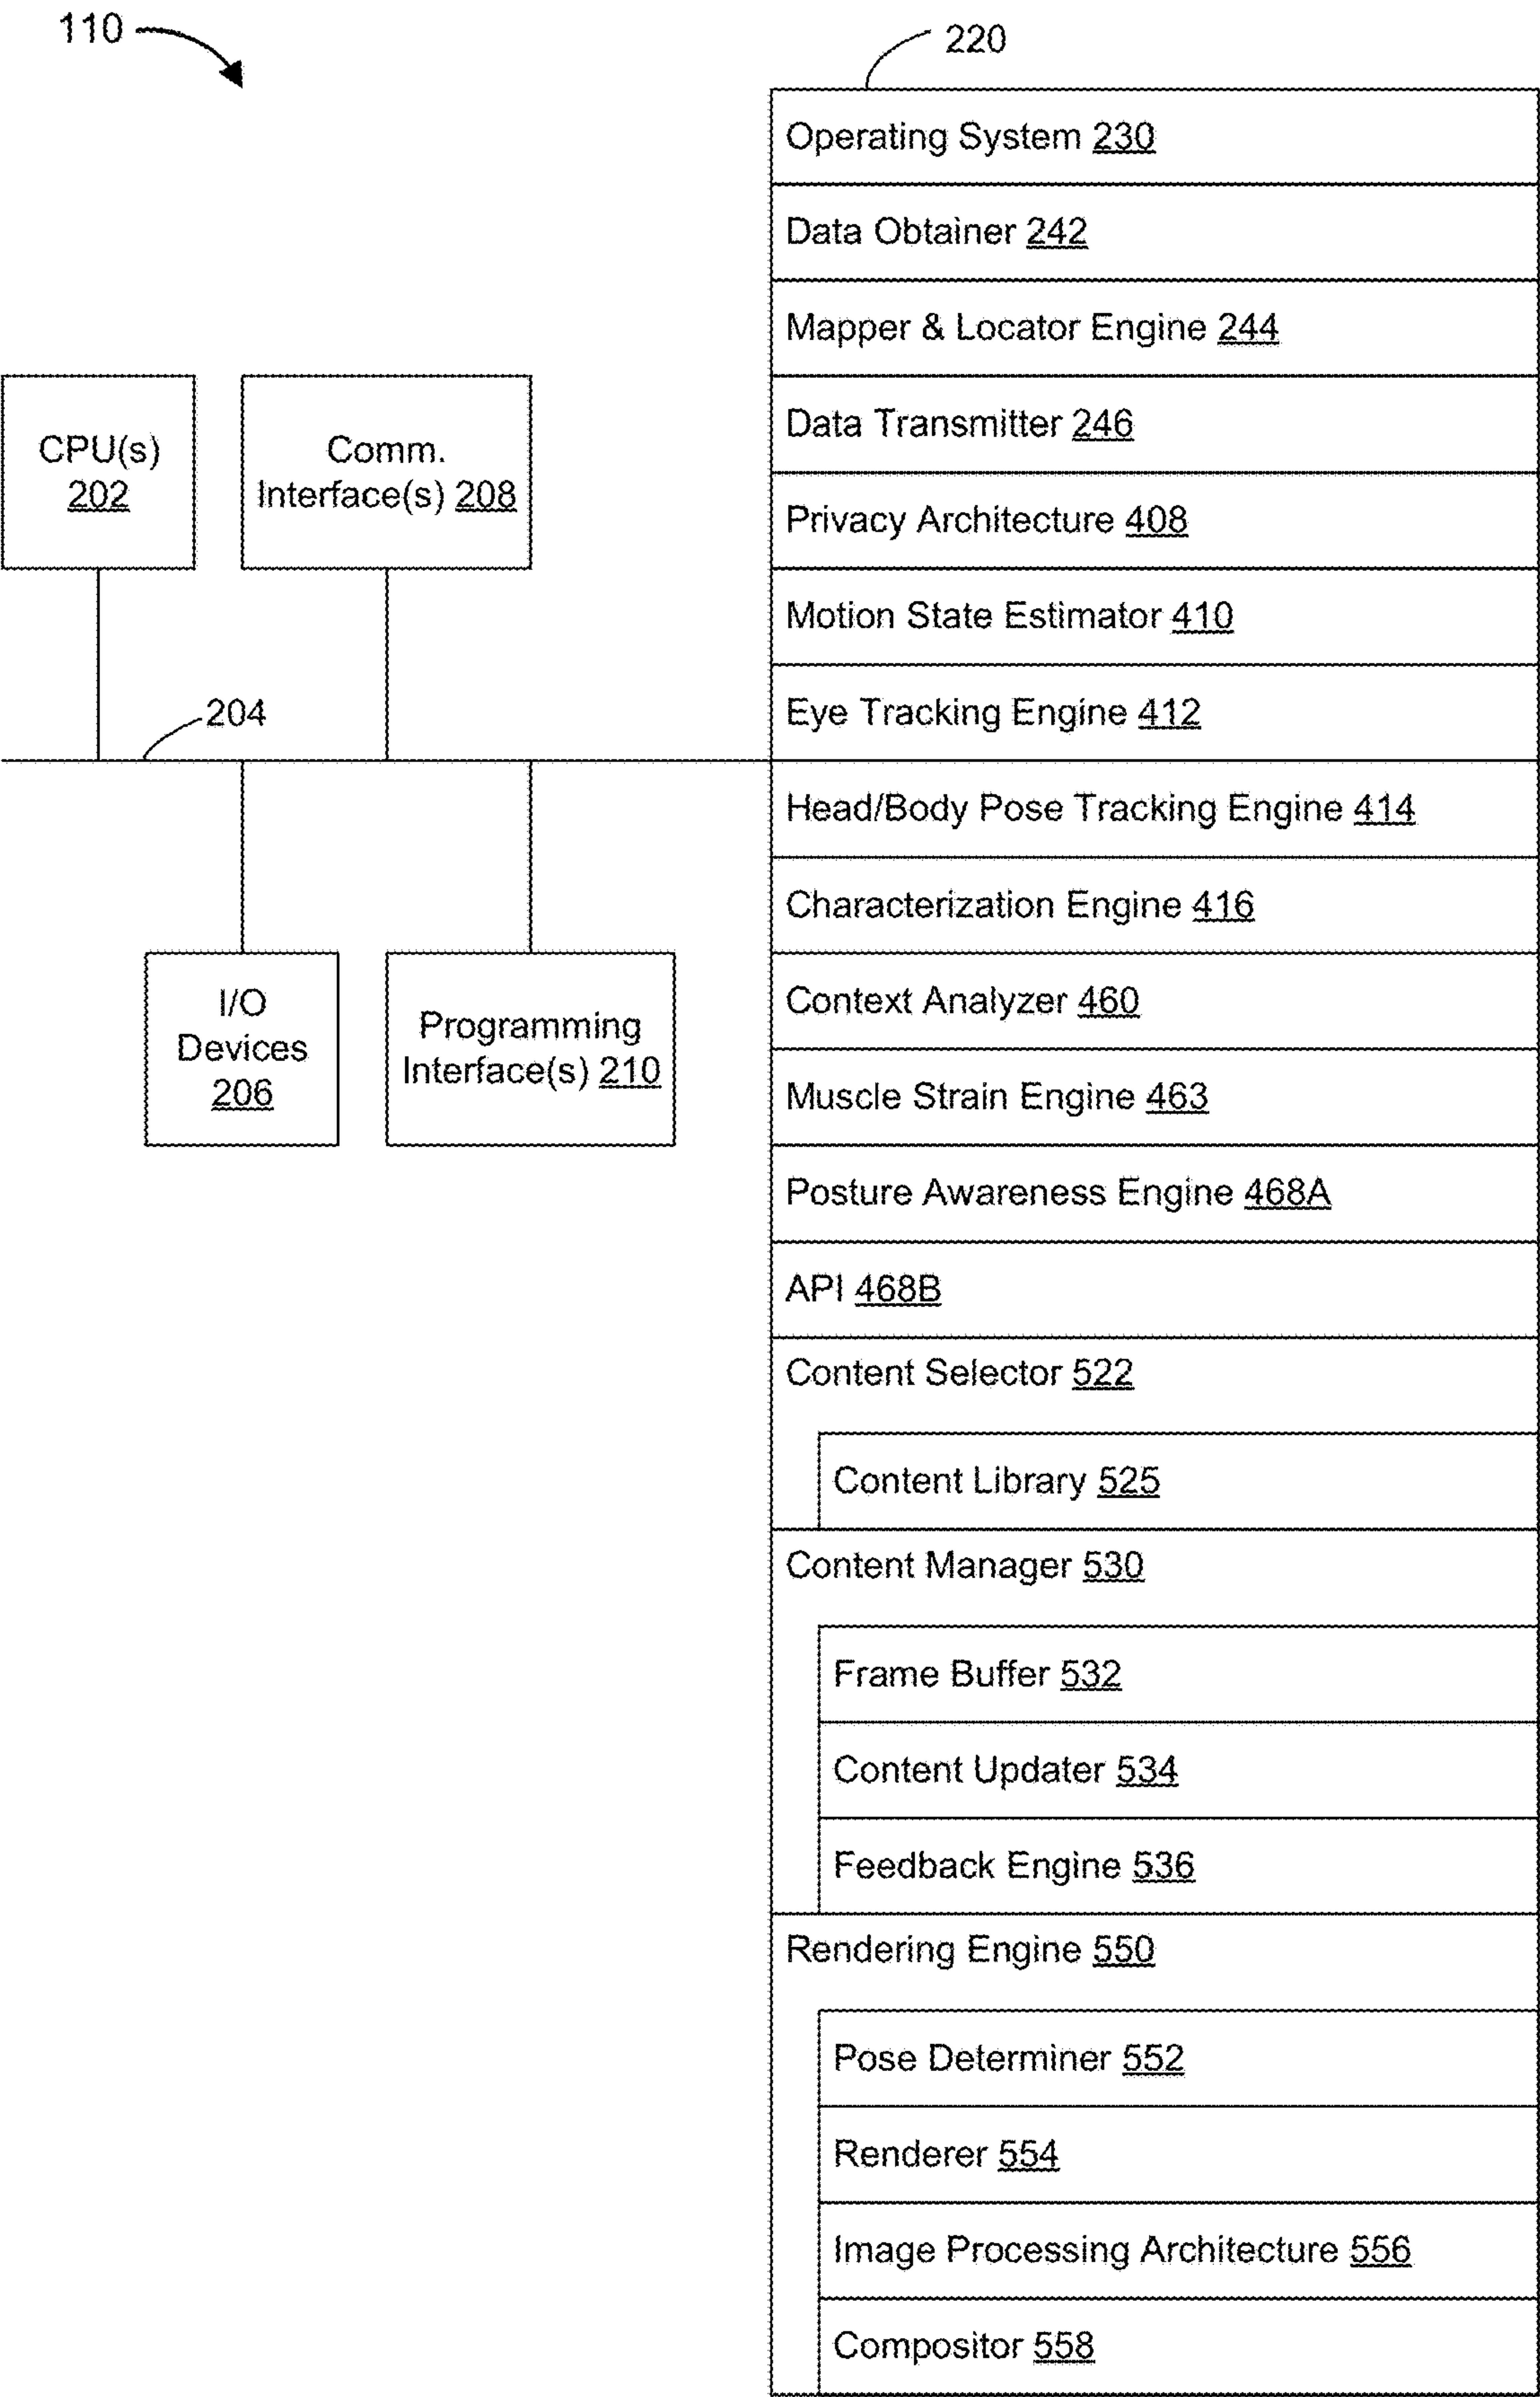 110
220
Operating System 230
Data Obtainer 242
Mapper & Locator Engine 244
Data Transmitter 246
Privacy Architecture 408
Motion State Estimator 410
Eye Tracking Engine 412
Head/Body Pose Tracking Engine 414
Characterization Engine 416
Context Analyzer 460
Muscle Strain Engine 463
Posture Awareness Engine 468A
API 468B
Content Selector 522
Content Library 525
Content Manager 530
Frame Buffer 532
Content Updater 534
Feedback Engine 536
Rendering Engine 550
Pose Determiner 552
Renderer 554
Image Processing Architecture 556
Compositor 558
CPU(s)
202
Comm.
Interface(s) 208
204
I/O
Devices
206
Programming
Interface(s) 210